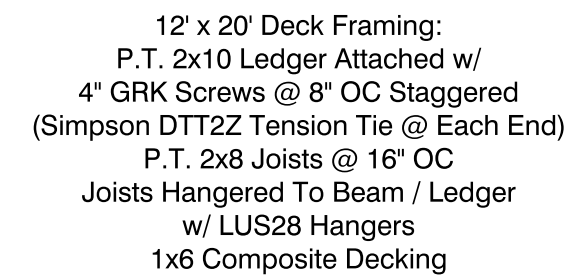 12' x 20' Deck Framing:
P.T. 2x10 Ledger Attached w/
4" GRK Screws @ 8" OC Staggered
(Simpson DTT2Z Tension Tie @ Each End)
P.T. 2x8 Joists @ 16" OC
Joists Hangered To Beam / Ledger
w/ LUS28 Hangers
1x6 Composite Decking